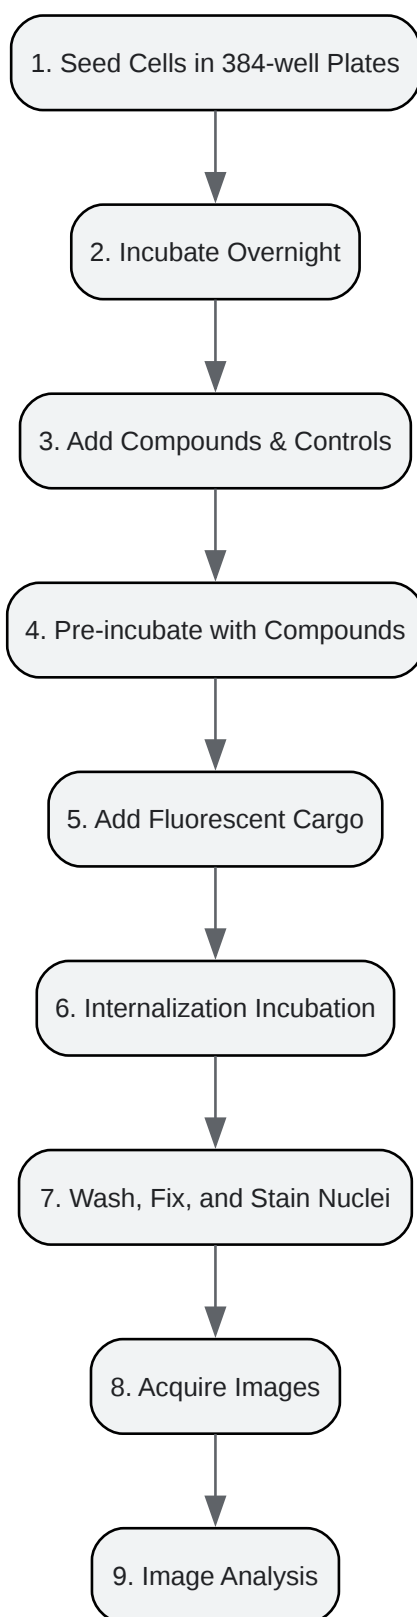 1. Seed Cells in 384-well Plates
2. Incubate Overnight
3. Add Compounds & Controls
4. Pre-incubate with Compounds
5. Add Fluorescent Cargo
6. Internalization Incubation
7. Wash, Fix, and Stain Nuclei
8. Acquire Images
9. Image Analysis